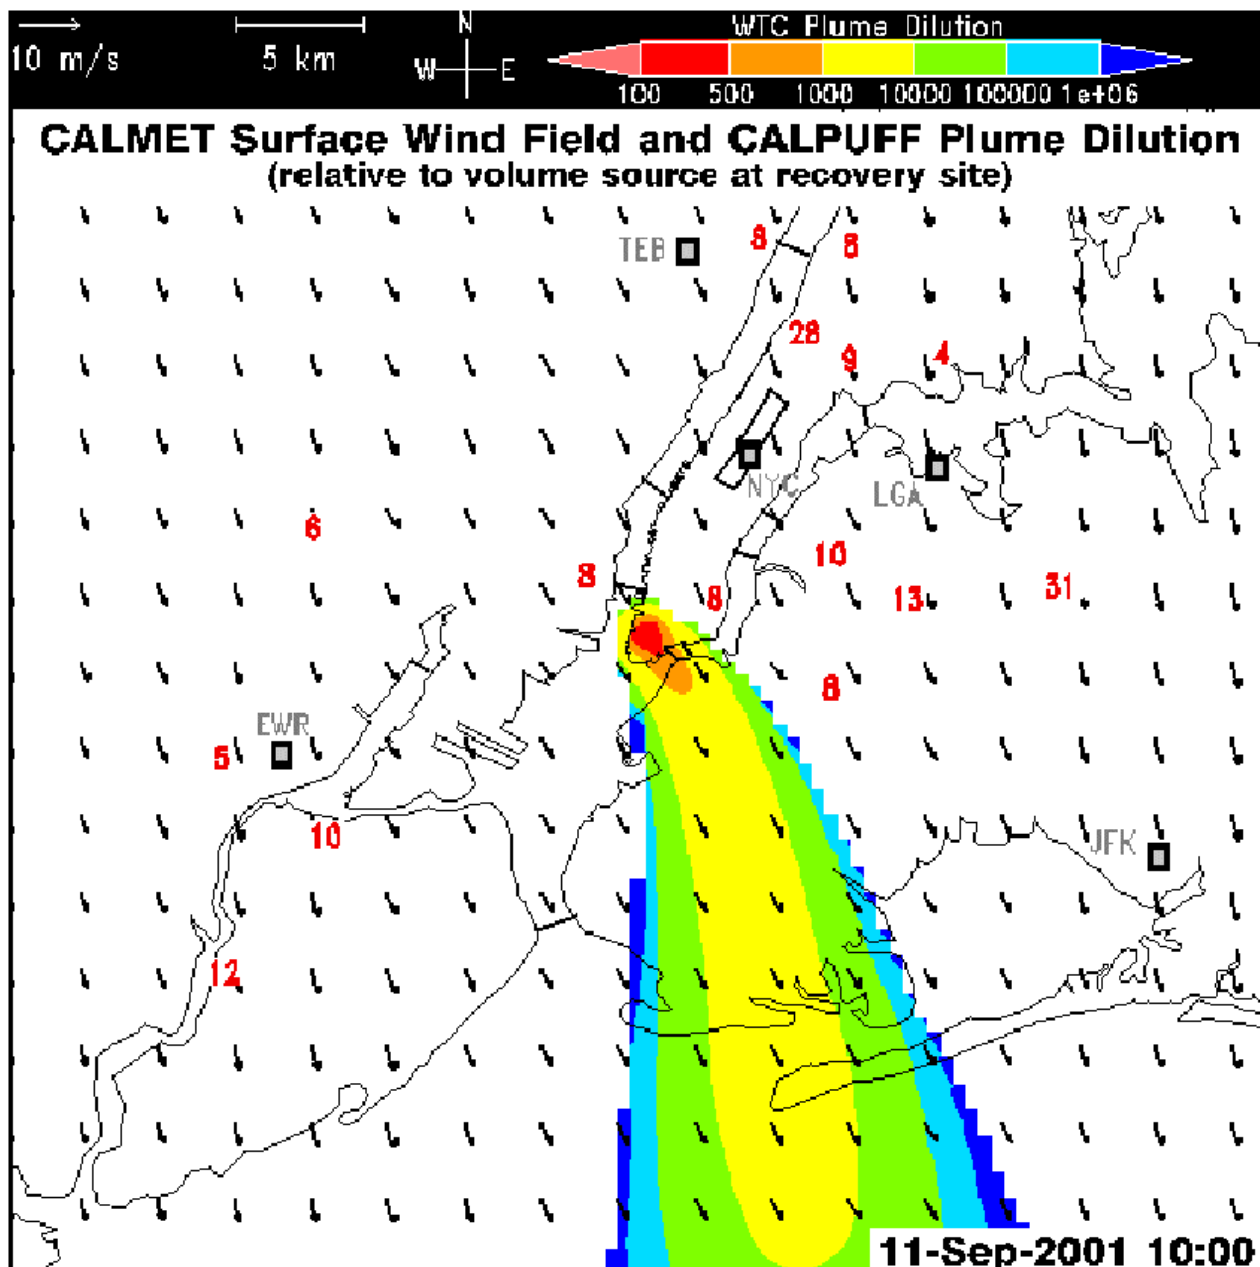 N
WTC Plume Dilution
10 m/s
5 km
W
E
100 500 1000 10000 100000 1e+06
CALMET Surface Wind Field and CALPUFF Plume Dilution
(relative to volume source at recovery site)
TEB
8
8
28
9
4
NYC
LGA
6
8
8
10
13
31
8
EWR
5
10
JFK
12
11-Sep-2001 10:00